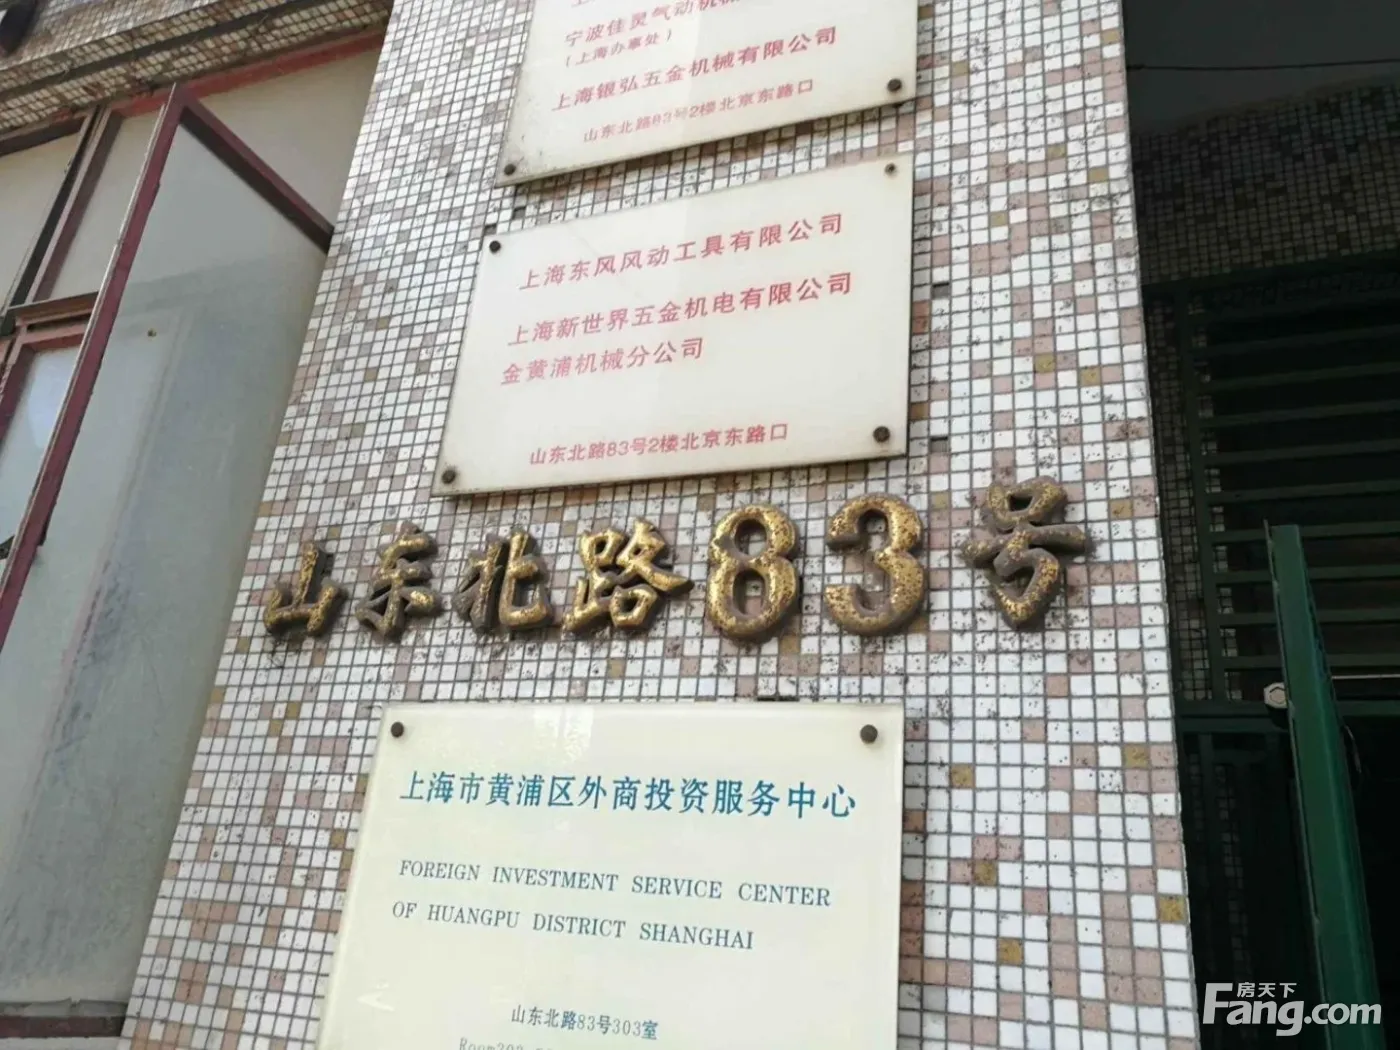 宁波佳灵气动机械
(上海办事处)
上海银弘五金机械有限公司
山东北路83号2楼北京东路口
上海东风风动工具有限公司
上海新世界五金机电有限公司
金黄浦机械分公司
山东北路83号2楼北京东路口
山东北路83号
上海市黄浦区外商投资服务中心
FOREIGN INVESTMENT SERVICE CENTER
OF HUANGPU DISTRICT SHANGHAI
山东北路83号303室
Room303
房天下
Fang.com